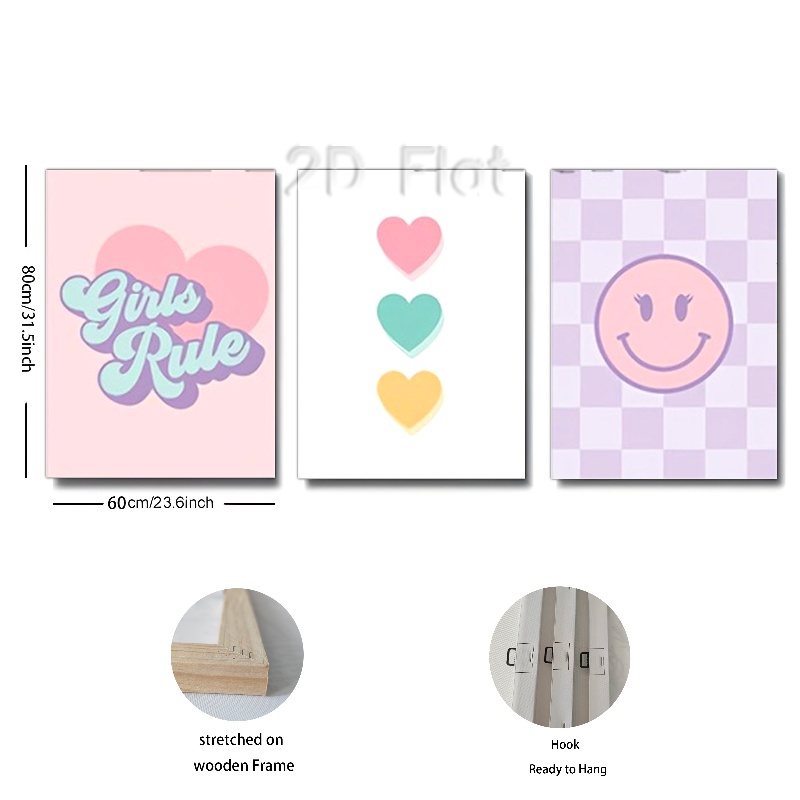 2D Flat
Girls
Rule
80cm/31.5inch
60cm/23.6inch
stretched on
wooden Frame
Hook
Ready to Hang